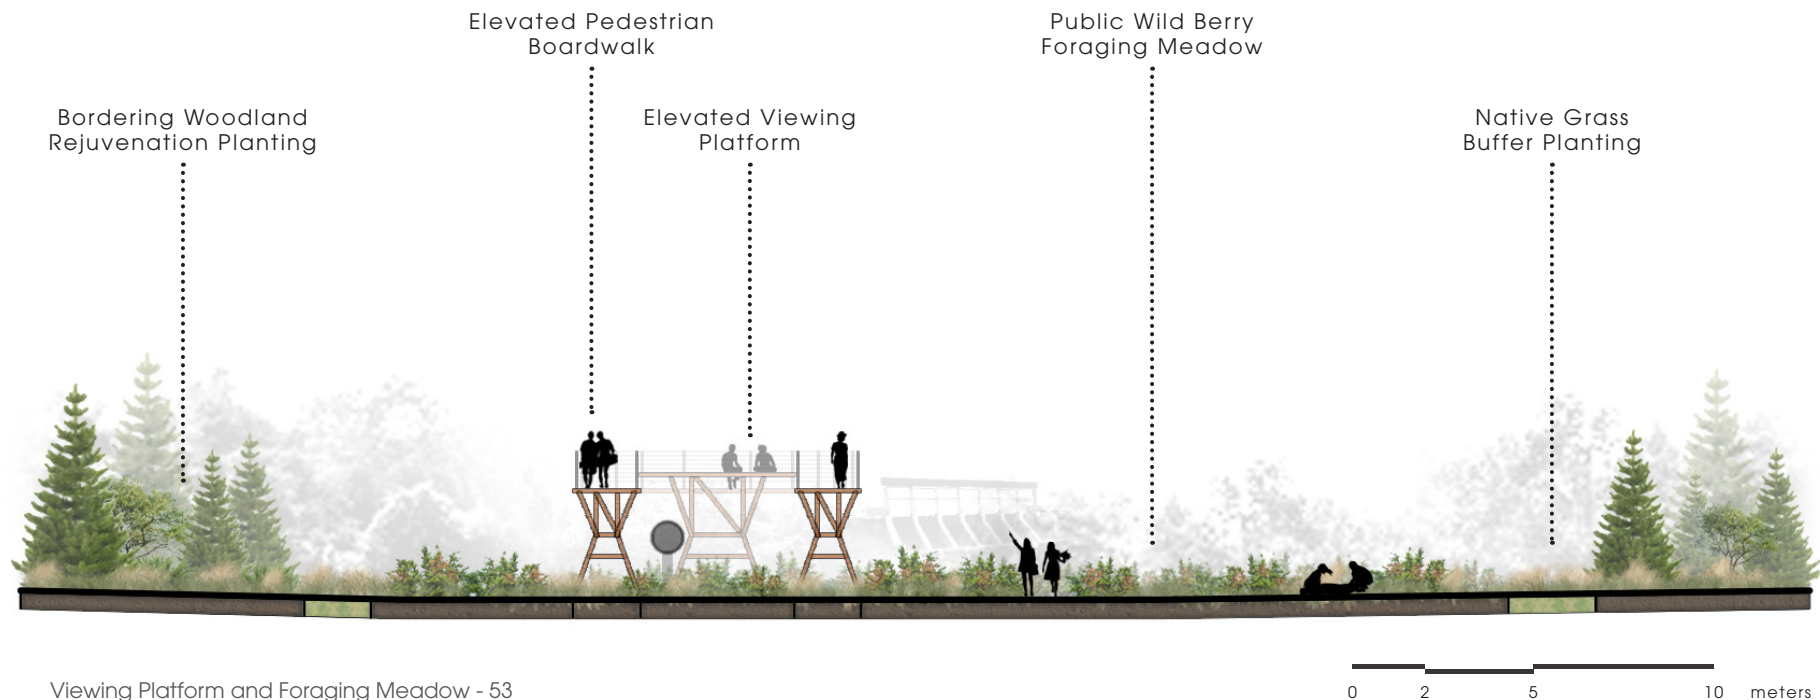 Elevated Pedestrian
Boardwalk
Public Wild Berry
Foraging Meadow
Bordering Woodland
Rejuvenation Planting
Elevated Viewing
Platform
Native Grass
Buffer Planting
Viewing Platform and Foraging Meadow - 53
0 2 5 10 meters